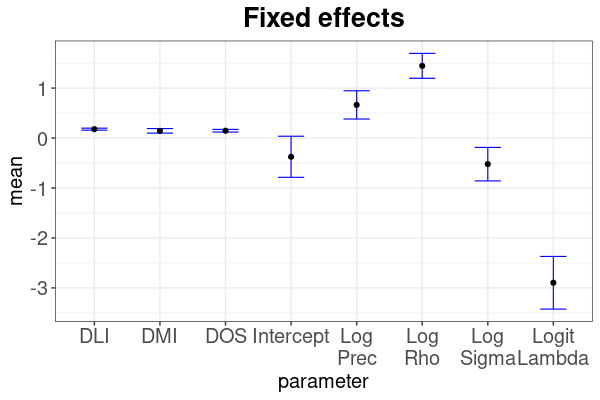 Fixed effects
mean
1
0
-1
-2
-3
DLI DMI DOS Intercept Log Prec Log Rho Log Sigma Logit Lambda
parameter